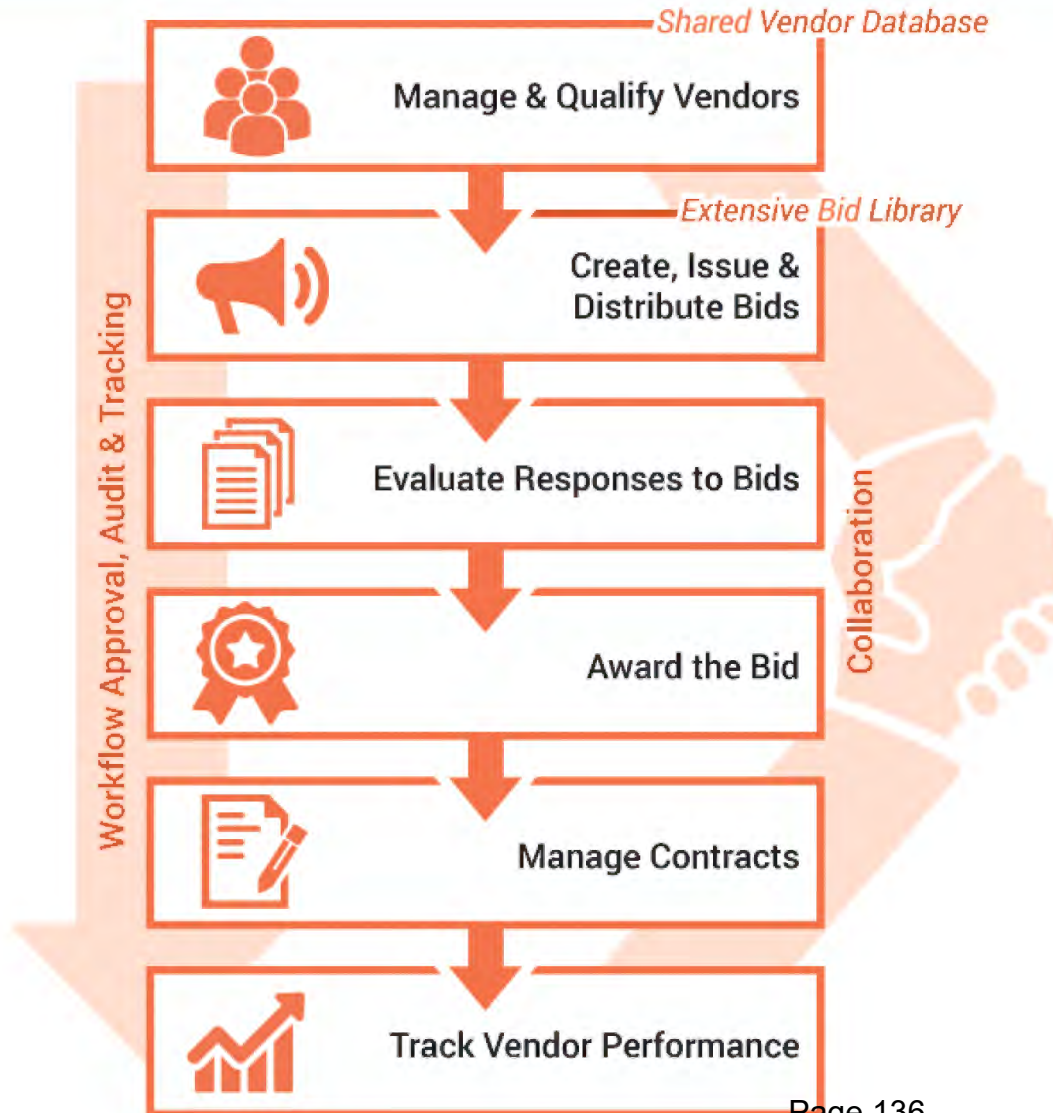 Shared Vendor Database
Manage & Qualify Vendors
Extensive Bid Library
Create, Issue &
Distribute Bids
Workflow Approval, Audit & Tracking
Evaluate Responses to Bids
Collaboration
Award the Bid
Manage Contracts
Track Vendor Performance
Page 136